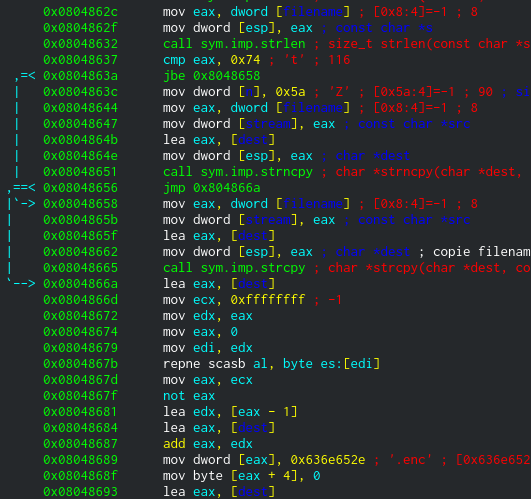 0x0804862c mov eax, dword [filename] ; [0x8:4]=-1 ; 8
0x0804862f mov dword [esp], eax ; const char *s
0x08048632 call sym.imp.strlen ; size_t strlen(const char *s
0x08048637 cmp eax, 0x74 ; 't' ; 116
,=< 0x0804863a jbe 0x8048658
| 0x0804863c mov dword [n], 0x5a ; 'Z' ; [0x5a:4]=-1 ; 90 ; si
| 0x08048644 mov eax, dword [filename] ; [0x8:4]=-1 ; 8
| 0x08048647 mov dword [stream], eax ; const char *src
| 0x0804864b lea eax, [dest]
| 0x0804864e mov dword [esp], eax ; char *dest
| 0x08048651 call sym.imp.strncpy ; char *strncpy(char *dest,
,==< 0x08048656 jmp 0x804866a
|`-> 0x08048658 mov eax, dword [filename] ; [0x8:4]=-1 ; 8
| 0x0804865b mov dword [stream], eax ; const char *src
| 0x0804865f lea eax, [dest]
| 0x08048662 mov dword [esp], eax ; char *dest ; copie filenam
| 0x08048665 call sym.imp.strcpy ; char *strcpy(char *dest, co
`--> 0x0804866a lea eax, [dest]
0x0804866d mov ecx, 0xffffffff ; -1
0x08048672 mov edx, eax
0x08048674 mov eax, 0
0x08048679 mov edi, edx
0x0804867b repne scasb al, byte es:[edi]
0x0804867d mov eax, ecx
0x0804867f not eax
0x08048681 lea edx, [eax - 1]
0x08048684 lea eax, [dest]
0x08048687 add eax, edx
0x08048689 mov dword [eax], 0x636e652e ; '.enc' ; [0x636e652
0x0804868f mov byte [eax + 4], 0
0x08048693 lea eax, [dest]